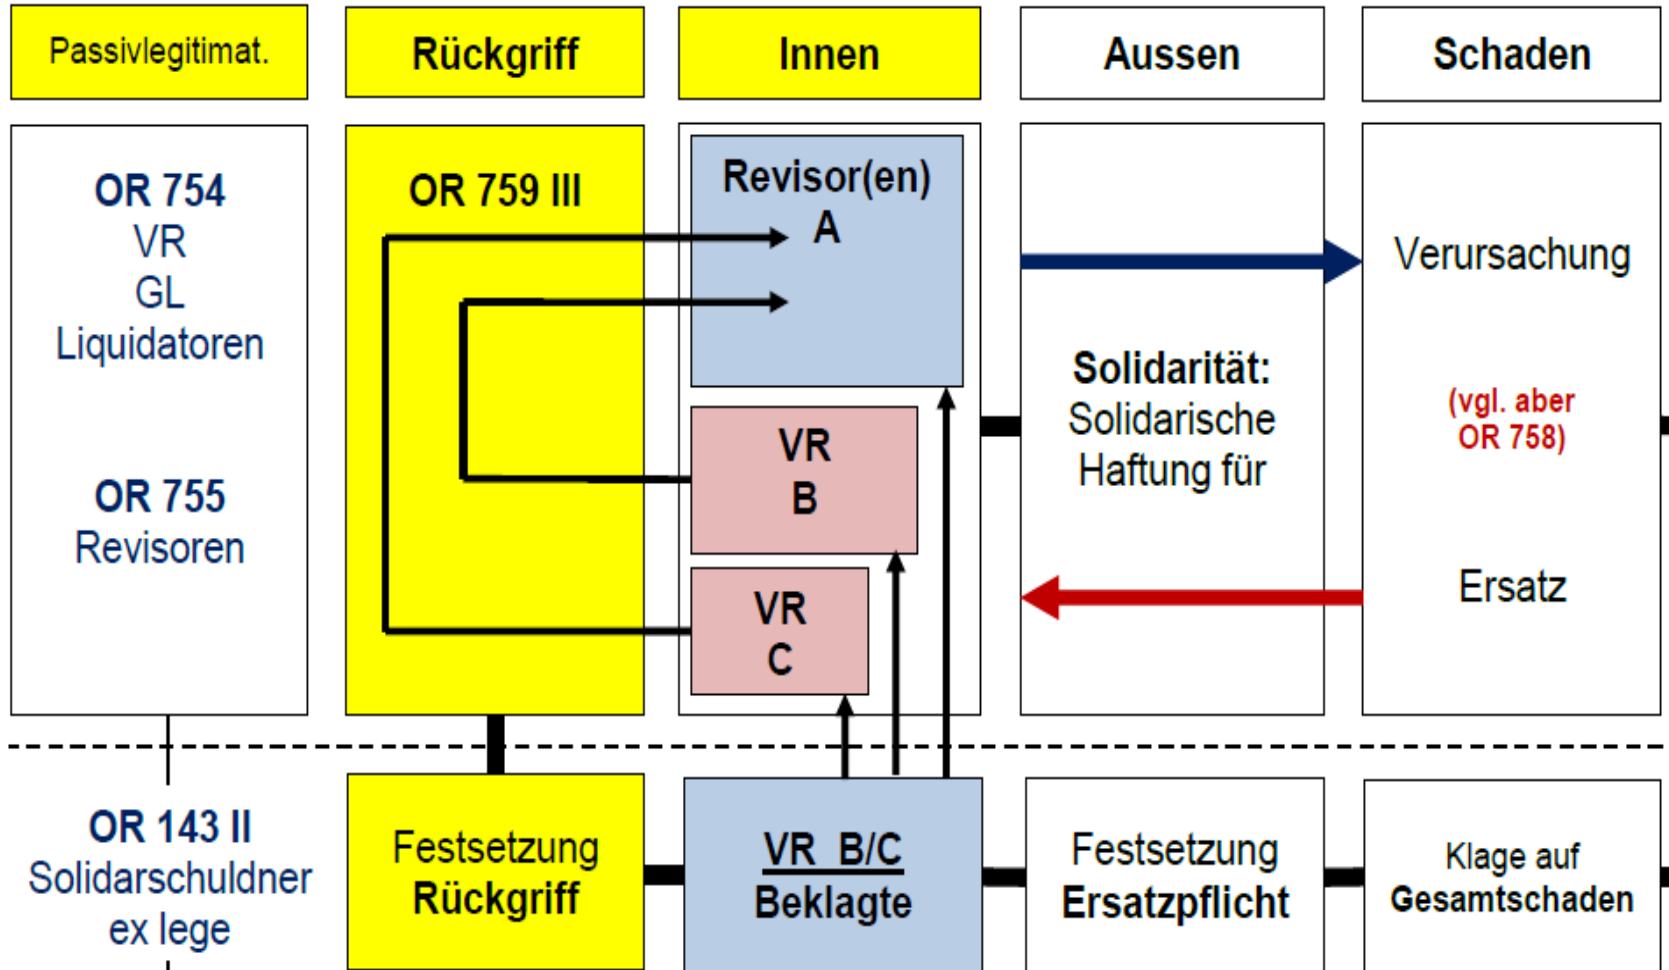 Passivlegitimat.
Rückgriff
Innen
Aussen
Schaden
OR 754
VR
GL
Liquidatoren
OR 755
Revisoren
OR 759 III
Revisor(en)
A
VR
B
VR
C
Solidarität:
Solidarische
Haftung für
Verursachung
(vgl. aber
OR 758)
Ersatz
OR 143 II
Solidarschuldner
ex lege
Festsetzung
Rückgriff
VR B/C
Beklagte
Festsetzung
Ersatzpflicht
Klage auf
Gesamtschaden